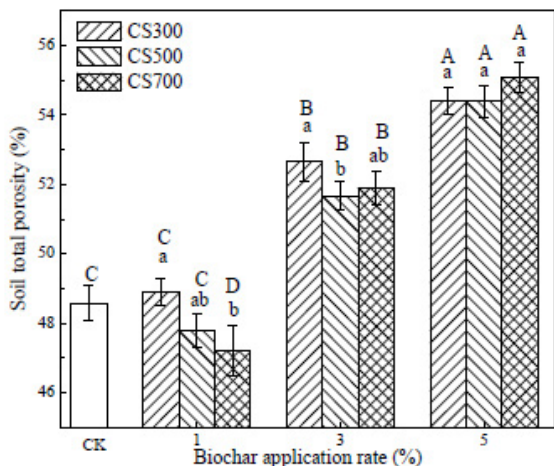 CS300
CS500
CS700
Soil total porosity (%)
56
54
52
50
48
46
C
C
a
C
ab
D
b
B
a
B
b
B
ab
A
a
A
a
A
a
CK
1
3
5
Biochar application rate (%)